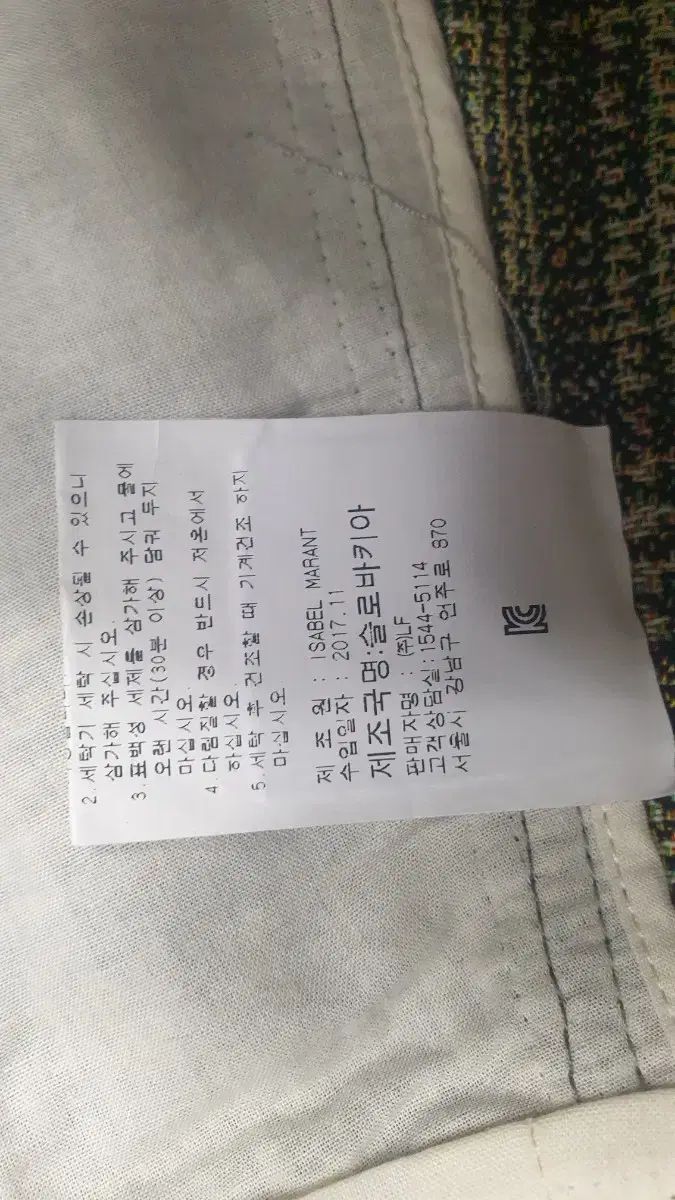 2.세탁기 세탁 시 손상될 수 있으니
삼가해 주십시오.
3.표백성 세제를 삼가해 주시고 물에
오랜 시간(30분 이상) 담궈 두지
마십시오.
4.다림질할 경우 반드시 저온에서
하십시오.
5.세탁 후 건조할 때 기계건조 하지
마십시오
제 조 원 : ISABEL MARANT
수입일자 : 2017.11
제조국명:슬로바키아
판매자명 : (주)LF
고객상담실:1544-5114
서울시 강남구 언주로 870
KC